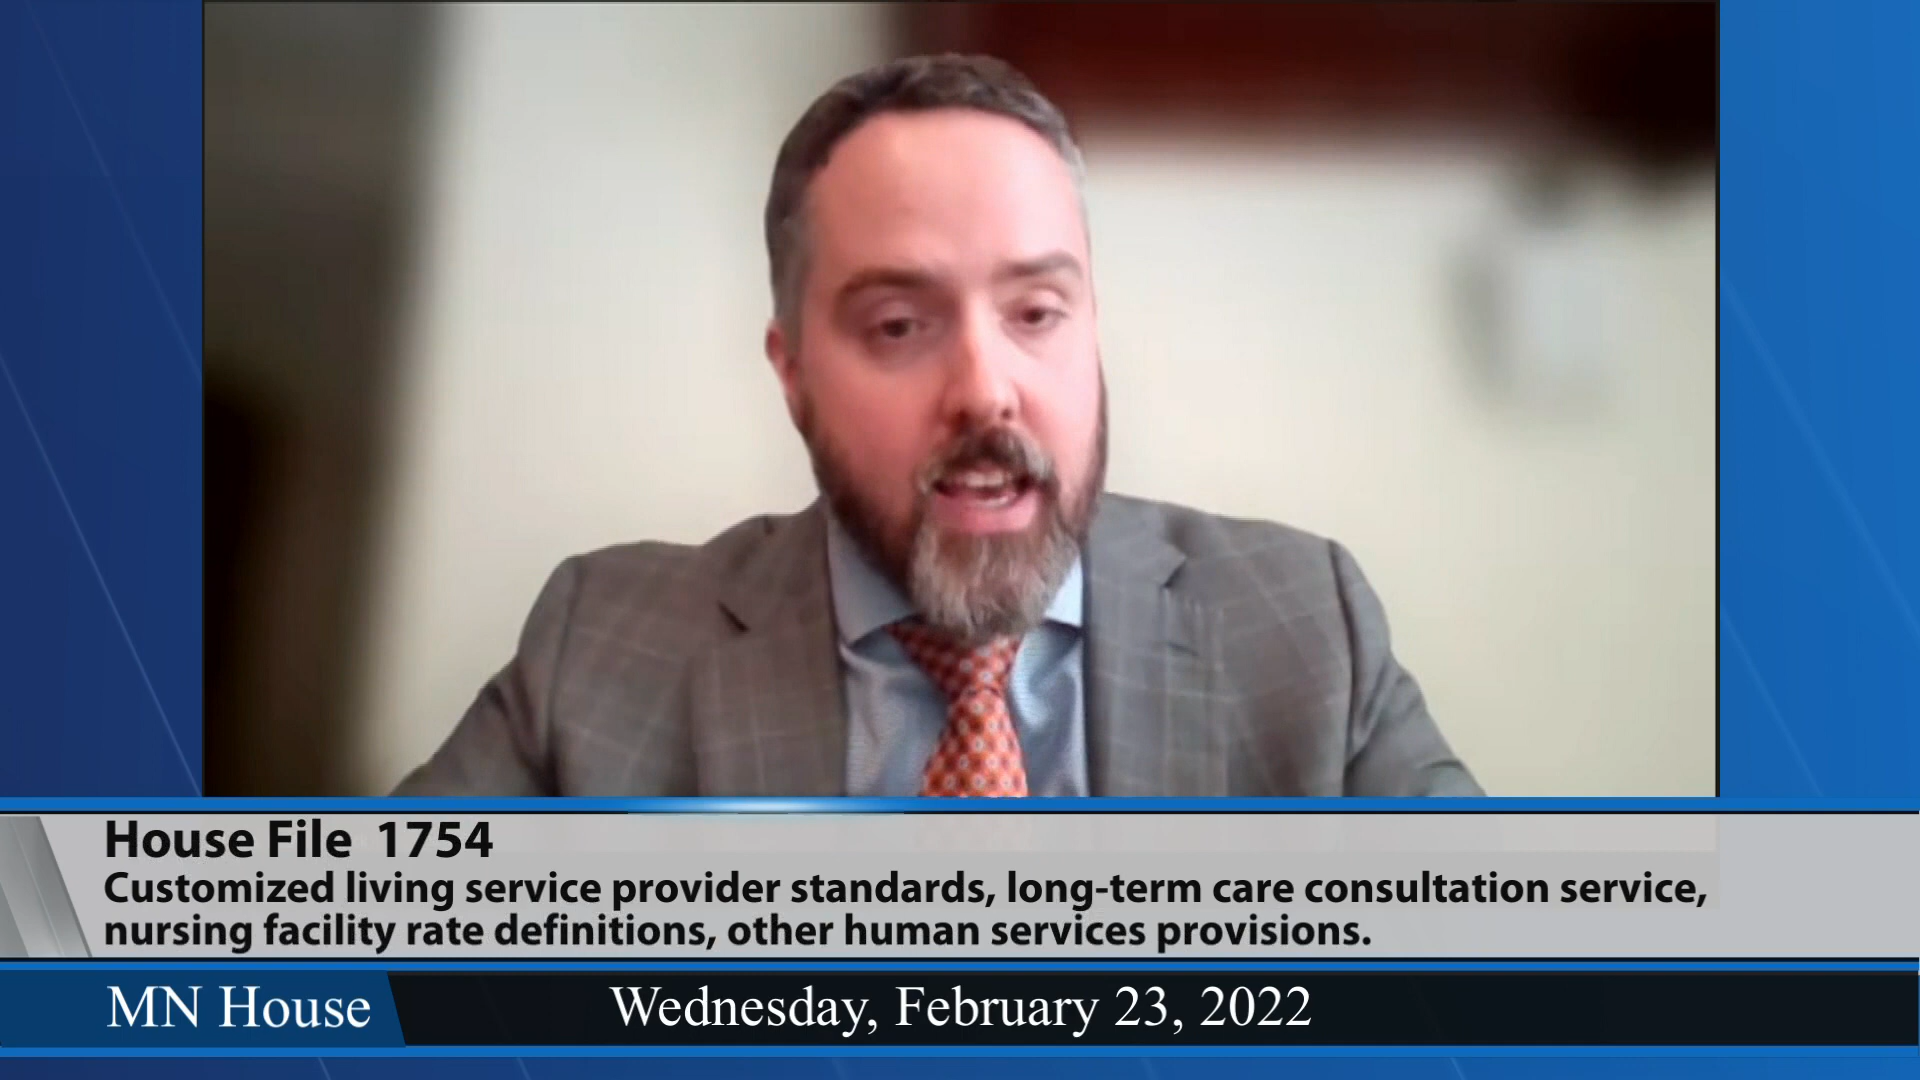 House File 1754
Customized living service provider standards, long-term care consultation service,
nursing facility rate definitions, other human services provisions.
MN House
Wednesday, February 23, 2022